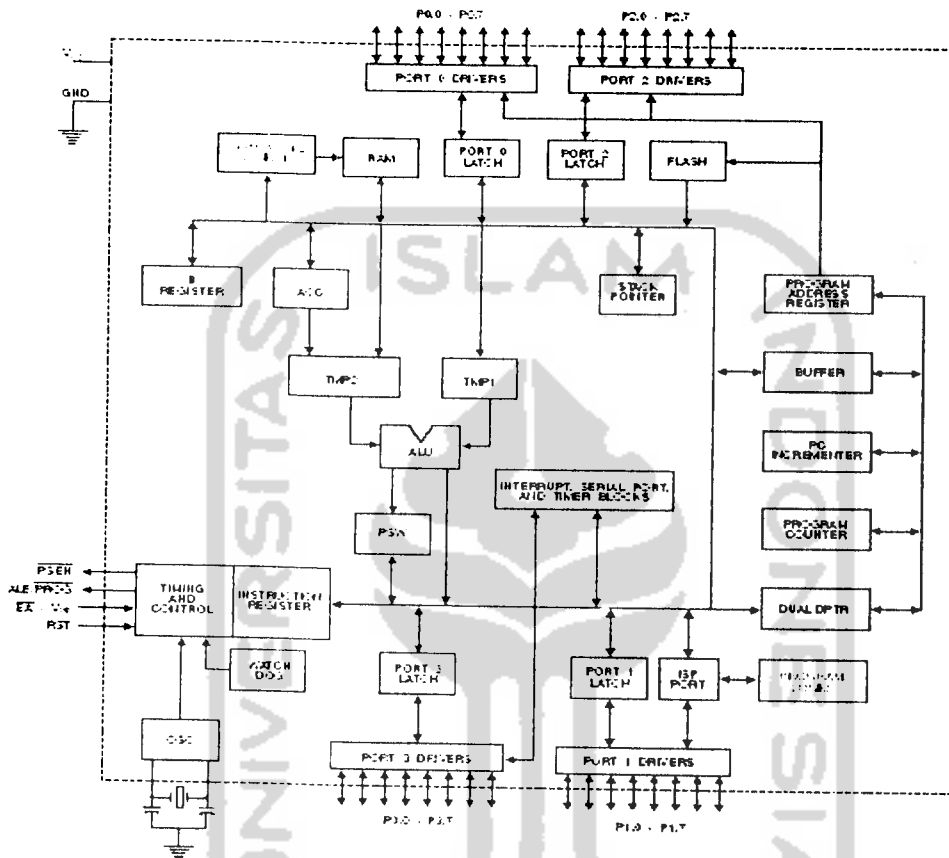 P0.0 - P0.7
P2.0 - P2.7
PORT 0 DRIVERS
PORT 2 DRIVERS
GND
RAM
PORT 0
LATCH
PORT 2
LATCH
FLASH
B
REGISTER
ACC
STACK
POINTER
PROGRAM
ADDRESS
REGISTER
TMP2
TMP1
BUFFER
ALU
PC
INCREMENTER
INTERRUPT, SERIAL PORT,
AND TIMER BLOCKS
PSW
PROGRAM
COUNTER
PSEN
ALE/PROG
EA
RST
TIMING
AND
CONTROL
INSTRUCTION
REGISTER
DUAL DPTR
WATCH
DOG
PORT 3
LATCH
PORT 1
LATCH
ISP
PORT
PROGRAM
OSC
PORT 3 DRIVERS
PORT 1 DRIVERS
P3.0 - P3.7
P1.0 - P1.7
UNIVERSITAS
ISLAM
INDONESIA